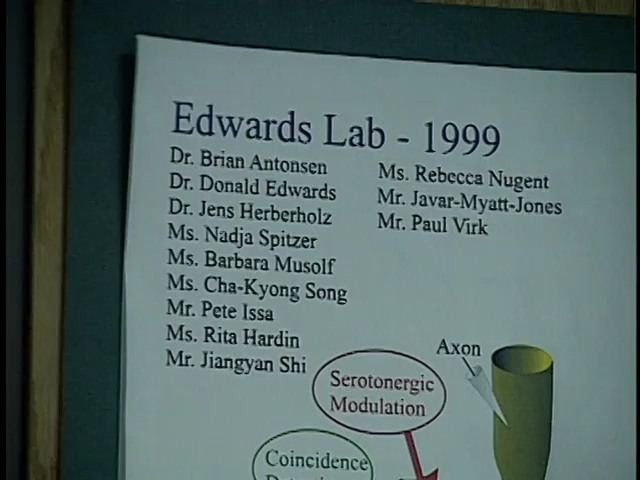 Edwards Lab - 1999
Dr. Brian Antonsen
Dr. Donald Edwards
Dr. Jens Herberholz
Ms. Nadja Spitzer
Ms. Barbara Musolf
Ms. Cha-Kyong Song
Mr. Pete Issa
Ms. Rita Hardin
Mr. Jiangyan Shi
Ms. Rebecca Nugent
Mr. Javar-Myatt-Jones
Mr. Paul Virk
Axon
Serotonergic
Modulation
Coincidence